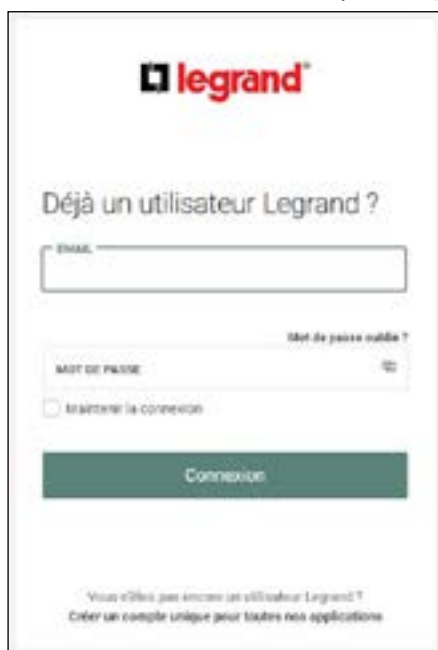 legrand
Déjà un utilisateur Legrand ?
EMAIL
Mot de passe oublié ?
MOT DE PASSE
Maintenir la connexion
Connexion
Vous n'êtes pas encore un utilisateur Legrand ?
Créer un compte unique pour toutes nos applications